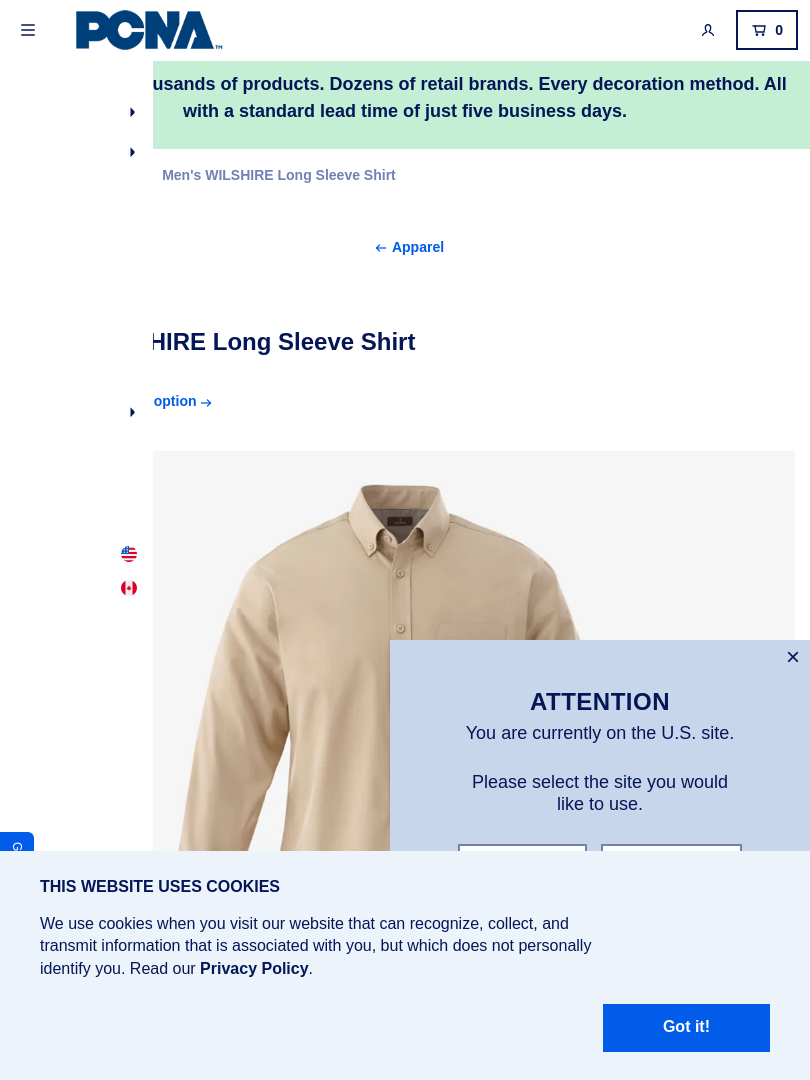 PCNA™
0
usands of products. Dozens of retail brands. Every decoration method. All
with a standard lead time of just five business days.
Men's WILSHIRE Long Sleeve Shirt
← Apparel
HIRE Long Sleeve Shirt
option →
ATTENTION
You are currently on the U.S. site.
Please select the site you would
like to use.
G
THIS WEBSITE USES COOKIES
We use cookies when you visit our website that can recognize, collect, and
transmit information that is associated with you, but which does not personally
identify you. Read our Privacy Policy.
Got it!